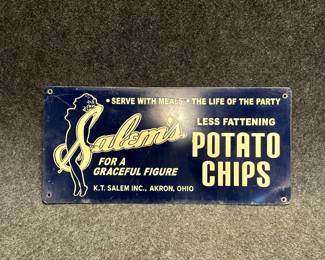 • SERVE WITH MEALS • THE LIFE OF THE PARTY
Salem's
LESS FATTENING
POTATO
CHIPS
FOR A
GRACEFUL FIGURE
K.T. SALEM INC., AKRON, OHIO